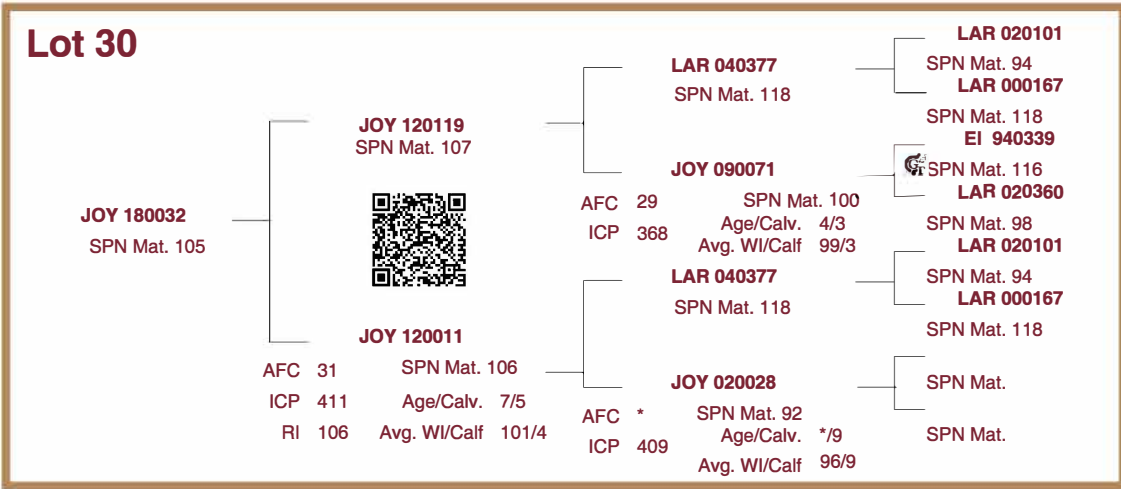 Lot 30
JOY 180032
SPN Mat. 105
JOY 120119
SPN Mat. 107
JOY 120011
AFC 31 SPN Mat. 106
ICP 411 Age/Calv. 7/5
RI 106 Avg. WI/Calf 101/4
LAR 040377
SPN Mat. 118
JOY 090071
AFC 29 SPN Mat. 100
ICP 368 Age/Calv. 4/3
Avg. WI/Calf 99/3
LAR 040377
SPN Mat. 118
JOY 020028
AFC * SPN Mat. 92
ICP 409 Age/Calv. */9
Avg. WI/Calf 96/9
LAR 020101
SPN Mat. 94
LAR 000167
SPN Mat. 118
EI 940339
SPN Mat. 116
LAR 020360
SPN Mat. 98
LAR 020101
SPN Mat. 94
LAR 000167
SPN Mat. 118
SPN Mat.
SPN Mat.